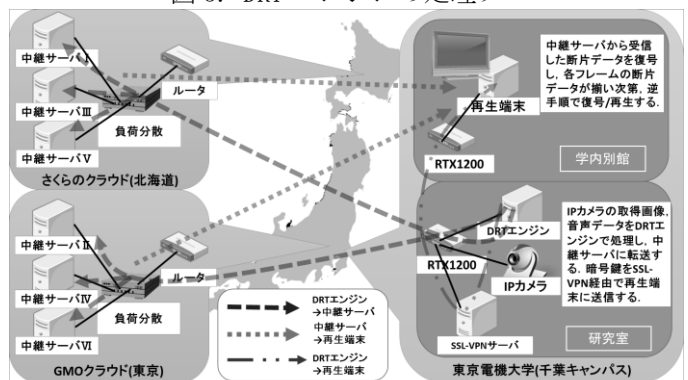 図 6. DRT エンジンの処理フロー
中継サーバⅠ
中継サーバⅢ
中継サーバⅤ
ルータ
負荷分散
さくらのクラウド(北海道)
中継サーバⅡ
中継サーバⅣ
中継サーバⅥ
ルータ
負荷分散
GMOクラウド(東京)
DRTエンジン
→中継サーバ
中継サーバ
→再生端末
DRTエンジン
→再生端末
再生端末
RTX1200
中継サーバから受信
した断片データを復号
し，各フレームの断片
データが揃い次第，逆
手順で復号/再生する.
学内別館
DRTエンジン
RTX1200
IPカメラ
SSL-VPNサーバ
IPカメラの取得画像，
音声データをDRTエ
ンジンで処理し，中
継サーバに転送す
る．暗号鍵をSSL-
VPN経由で再生端
末に送信する.
研究室
東京電機大学(千葉キャンパス)